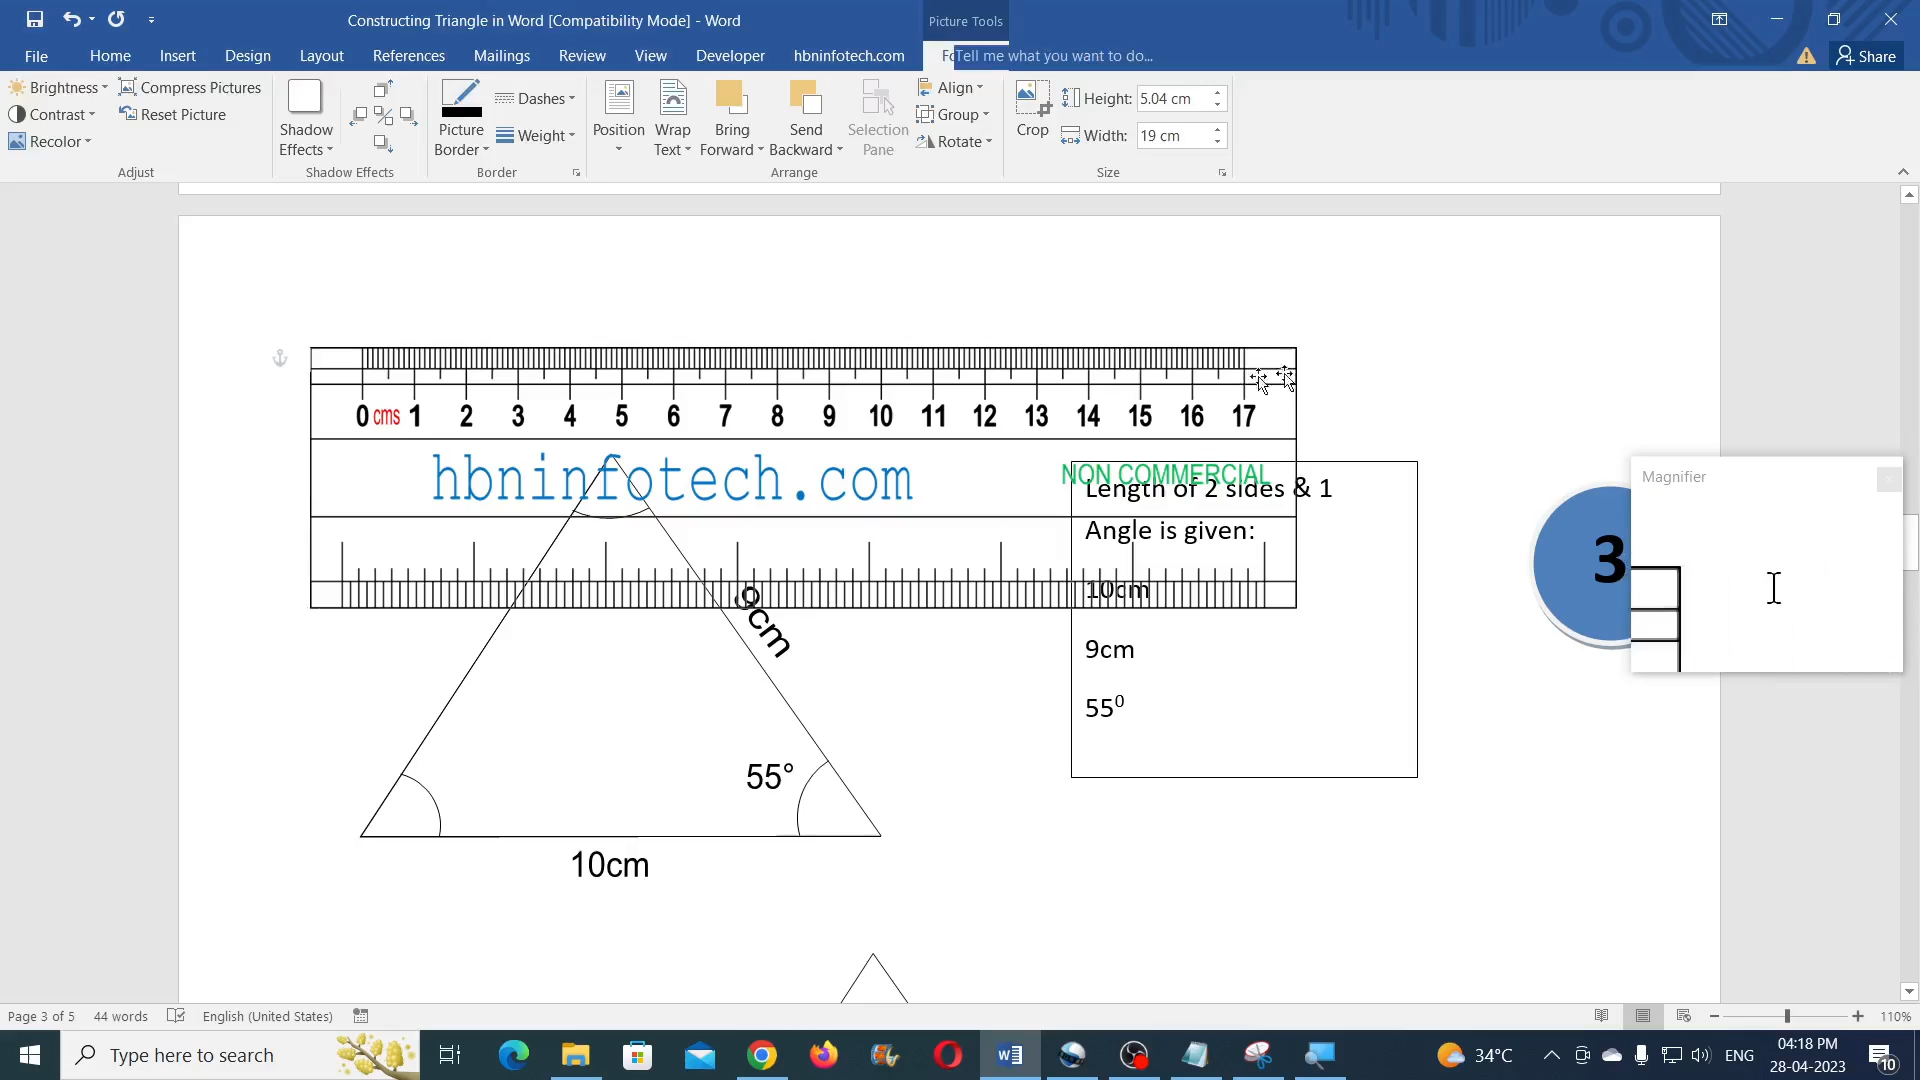 Constructing Triangle in Word [Compatibility Mode] - Word
Picture Tools
File Home Insert Design Layout References Mailings Review View Developer hbninfotech.com Tell me what you want to do... Share
Brightness Compress Pictures
Contrast Reset Picture
Recolor
Adjust
Shadow Effects
Shadow Effects
Picture Border
Dashes
Weight
Border
Position
Wrap Text
Bring Forward
Send Backward
Selection Pane
Align
Group
Rotate
Arrange
Crop
Height: 5.04 cm
Width: 19 cm
Size
0 cms 1 2 3 4 5 6 7 8 9 10 11 12 13 14 15 16 17
hbninfotech.com
NON COMMERCIAL
Length of 2 sides & 1
Angle is given:
10cm
9cm
55⁰
9cm
55°
10cm
3
Magnifier
Page 3 of 5 44 words English (United States) 110%
Type here to search
34°C
ENG
04:18 PM
28-04-2023
10